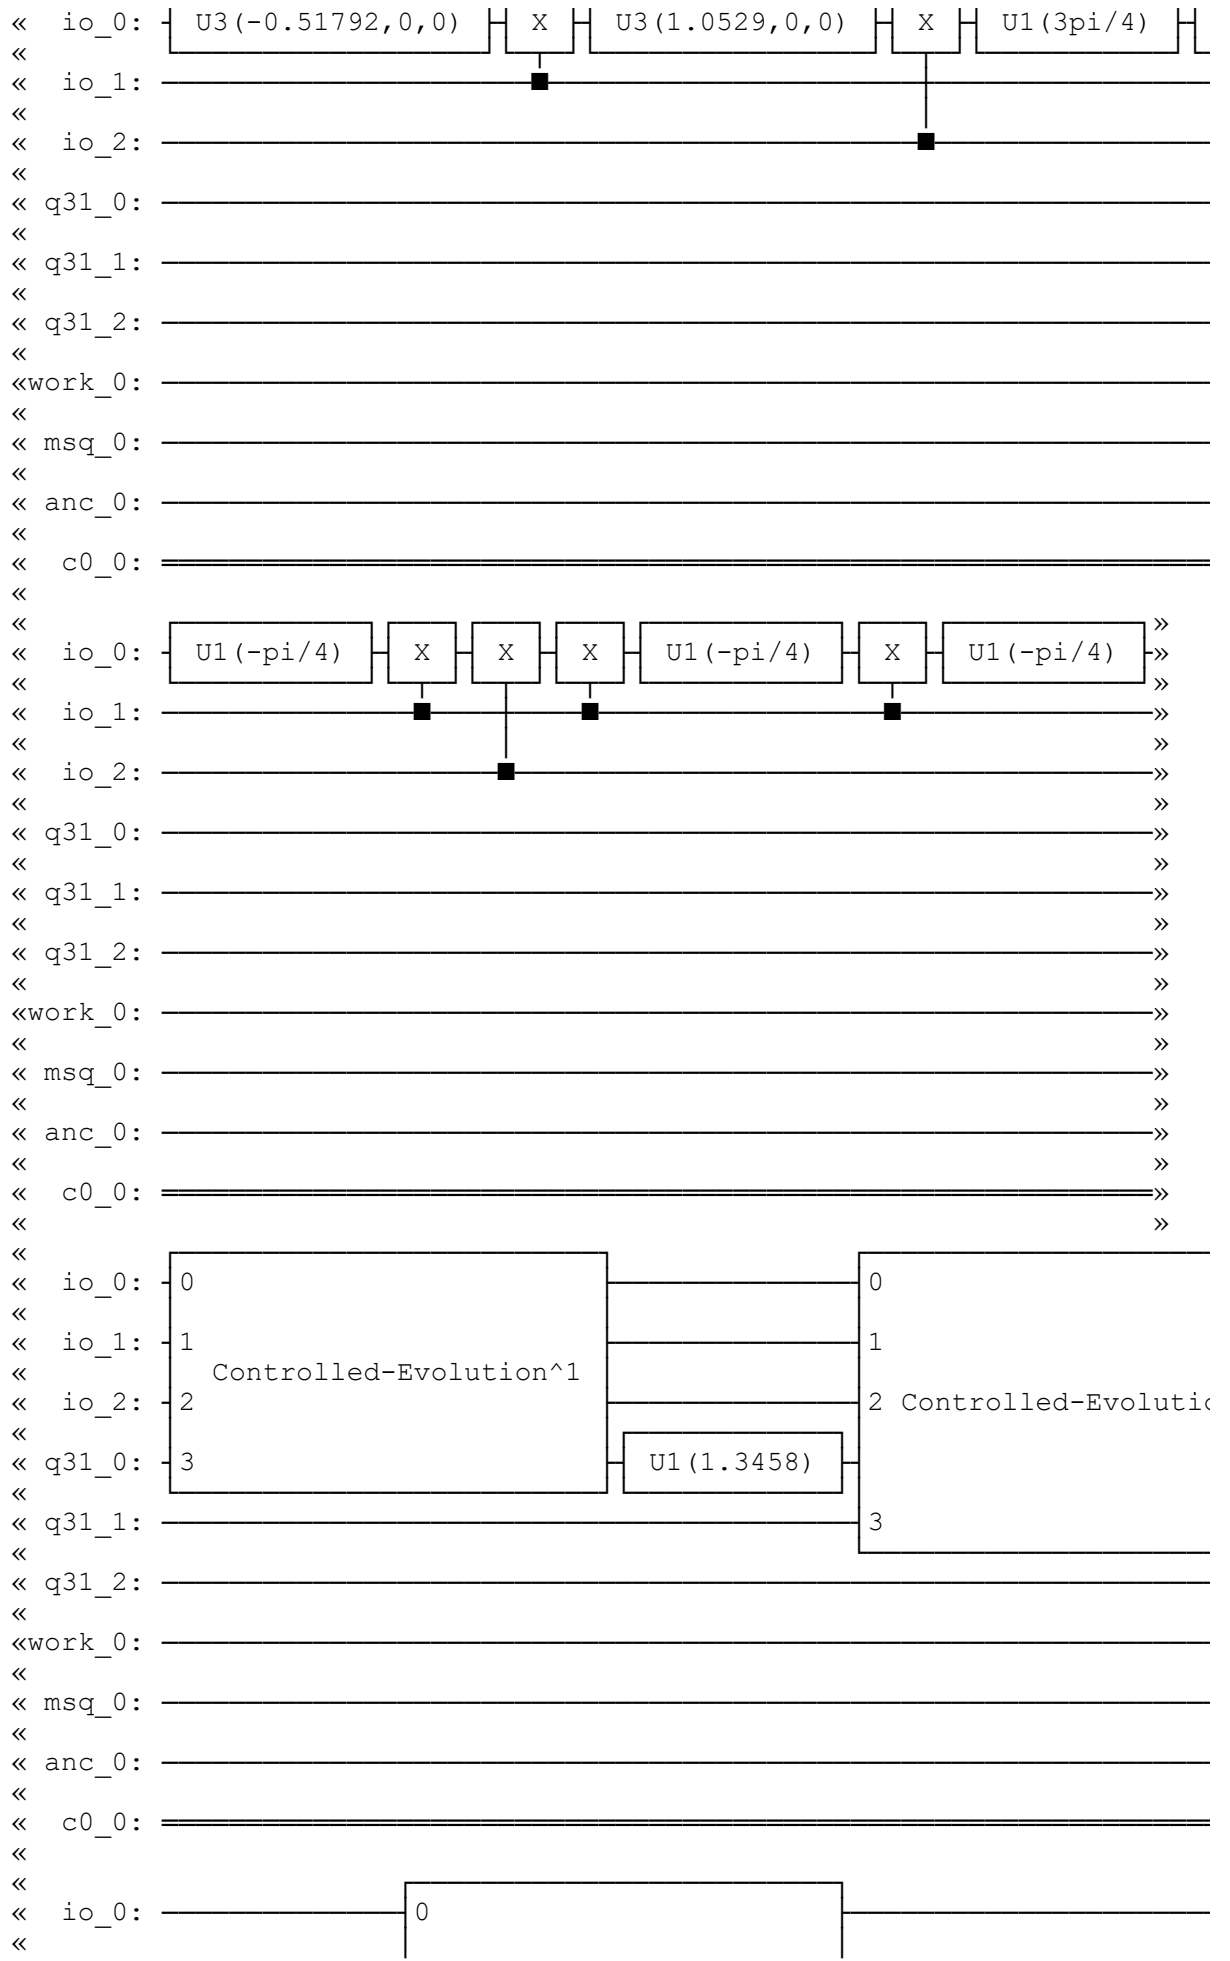 « io_0: U3(-0.51792,0,0) X U3(1.0529,0,0) X U1(3pi/4)
«
« io_1:
«
« io_2:
«
« q31_0:
«
« q31_1:
«
« q31_2:
«
«work_0:
«
« msq_0:
«
« anc_0:
«
« c0_0:
«
« »
« io_0: U1(-pi/4) X X X U1(-pi/4) X U1(-pi/4) »
« »
« io_1: »
« »
« io_2: »
« »
« q31_0: »
« »
« q31_1: »
« »
« q31_2: »
« »
«work_0: »
« »
« msq_0: »
« »
« anc_0: »
« »
« c0_0: »
« »
«
« io_0: 0 0
«
« io_1: 1 1
« Controlled-Evolution^1
« io_2: 2 2 Controlled-Evolutio
«
« q31_0: 3 U1(1.3458)
«
« q31_1: 3
«
« q31_2:
«
«work_0:
«
« msq_0:
«
« anc_0:
«
« c0_0:
«
«
« io_0: 0
«